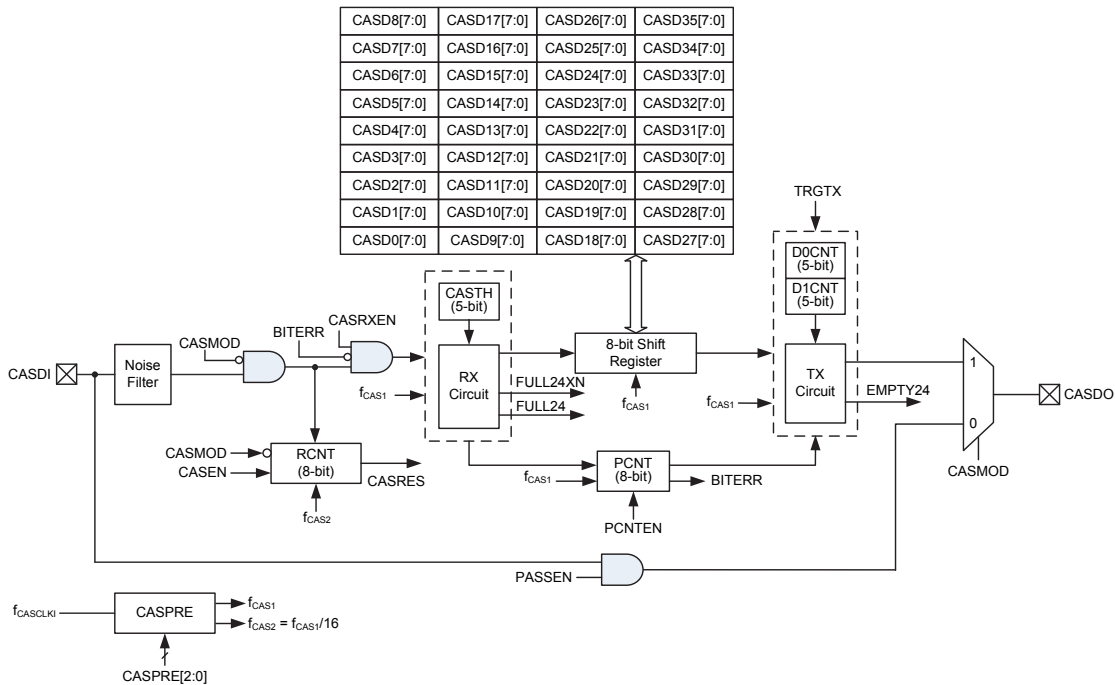 CASD8[7:0] CASD17[7:0] CASD26[7:0] CASD35[7:0]
CASD7[7:0] CASD16[7:0] CASD25[7:0] CASD34[7:0]
CASD6[7:0] CASD15[7:0] CASD24[7:0] CASD33[7:0]
CASD5[7:0] CASD14[7:0] CASD23[7:0] CASD32[7:0]
CASD4[7:0] CASD13[7:0] CASD22[7:0] CASD31[7:0]
CASD3[7:0] CASD12[7:0] CASD21[7:0] CASD30[7:0]
CASD2[7:0] CASD11[7:0] CASD20[7:0] CASD29[7:0]
CASD1[7:0] CASD10[7:0] CASD19[7:0] CASD28[7:0]
CASD0[7:0] CASD9[7:0] CASD18[7:0] CASD27[7:0]
TRGTX
D0CNT
(5-bit)
D1CNT
(5-bit)
CASTH
(5-bit)
CASRXEN
BITERR
CASMOD
CASDI
Noise
Filter
fCAS1
RX
Circuit
FULL24XN
FULL24
8-bit Shift
Register
fCAS1
fCAS1
TX
Circuit
EMPTY24
1
0
CASDO
CASMOD
CASMOD
CASEN
RCNT
(8-bit)
CASRES
fCAS2
fCAS1
PCNT
(8-bit)
BITERR
PCNTEN
PASSEN
fCASCLKI
CASPRE
fCAS1
fCAS2 = fCAS1/16
CASPRE[2:0]